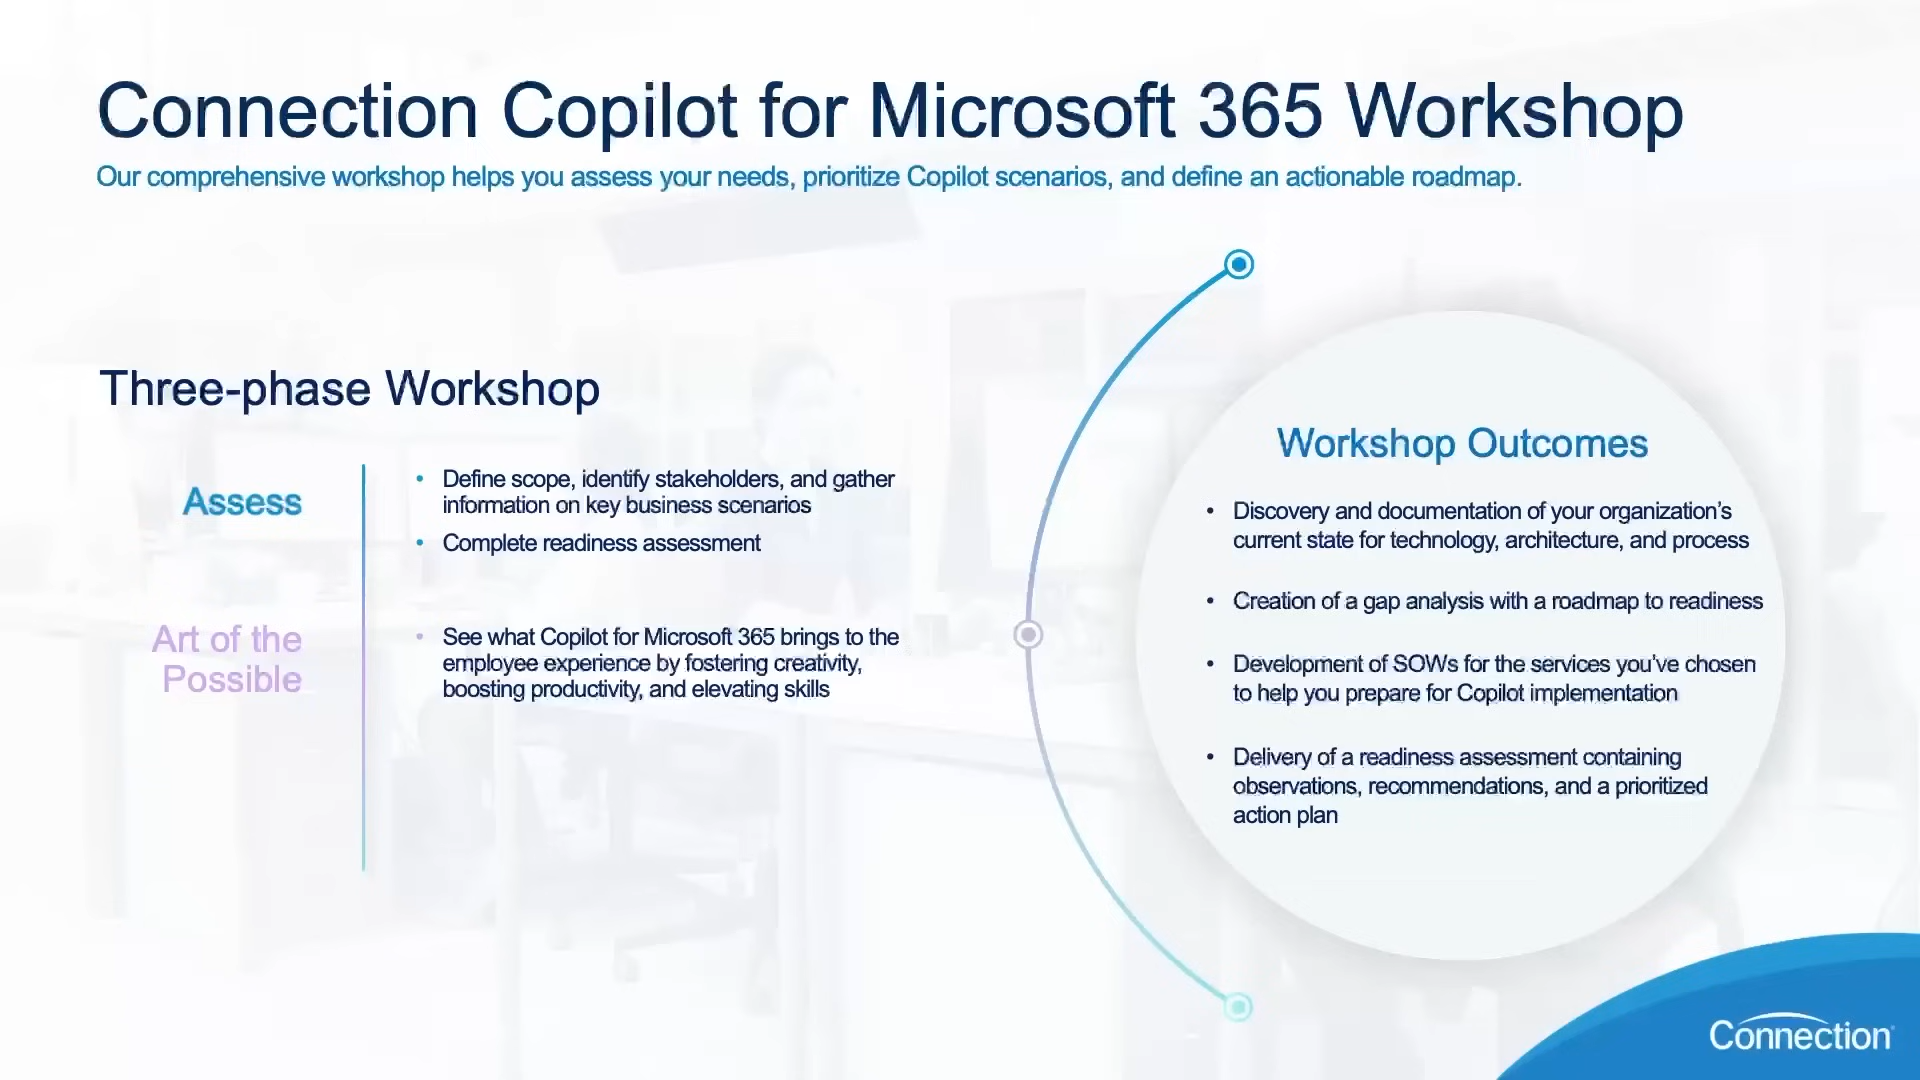 Connection Copilot for Microsoft 365 Workshop
Our comprehensive workshop helps you assess your needs, prioritize Copilot scenarios, and define an actionable roadmap.
Three-phase Workshop
Assess
• Define scope, identify stakeholders, and gather
information on key business scenarios
• Complete readiness assessment
Art of the
Possible
• See what Copilot for Microsoft 365 brings to the
employee experience by fostering creativity,
boosting productivity, and elevating skills
Workshop Outcomes
• Discovery and documentation of your organization’s
current state for technology, architecture, and process
• Creation of a gap analysis with a roadmap to readiness
• Development of SOWs for the services you’ve chosen
to help you prepare for Copilot implementation
• Delivery of a readiness assessment containing
observations, recommendations, and a prioritized
action plan
Connection